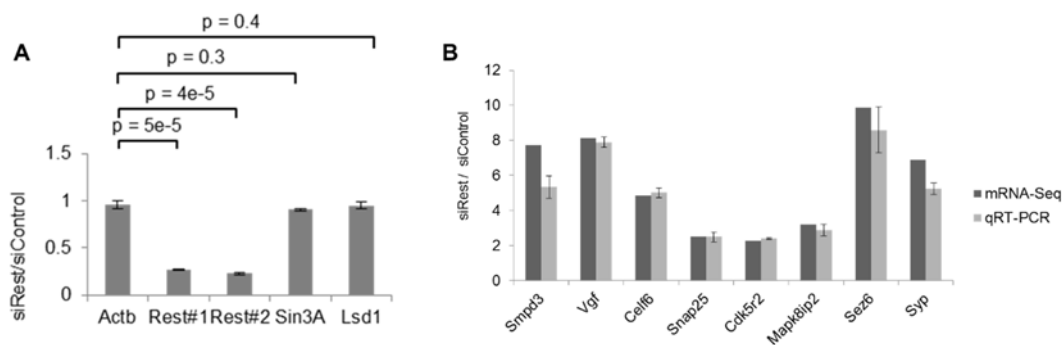 A
p = 0.4
p = 0.3
p = 4e-5
p = 5e-5
siRest/siControl
1.5
1
0.5
0
Actb Rest#1 Rest#2 Sin3A Lsd1
B
siRest/ siControl
12
10
8
6
4
2
0
Smpd3 Vgf Celf6 Snap25 Cdk5r2 Mapk8ip2 Sez6 Syp
mRNA-Seq
qRT-PCR